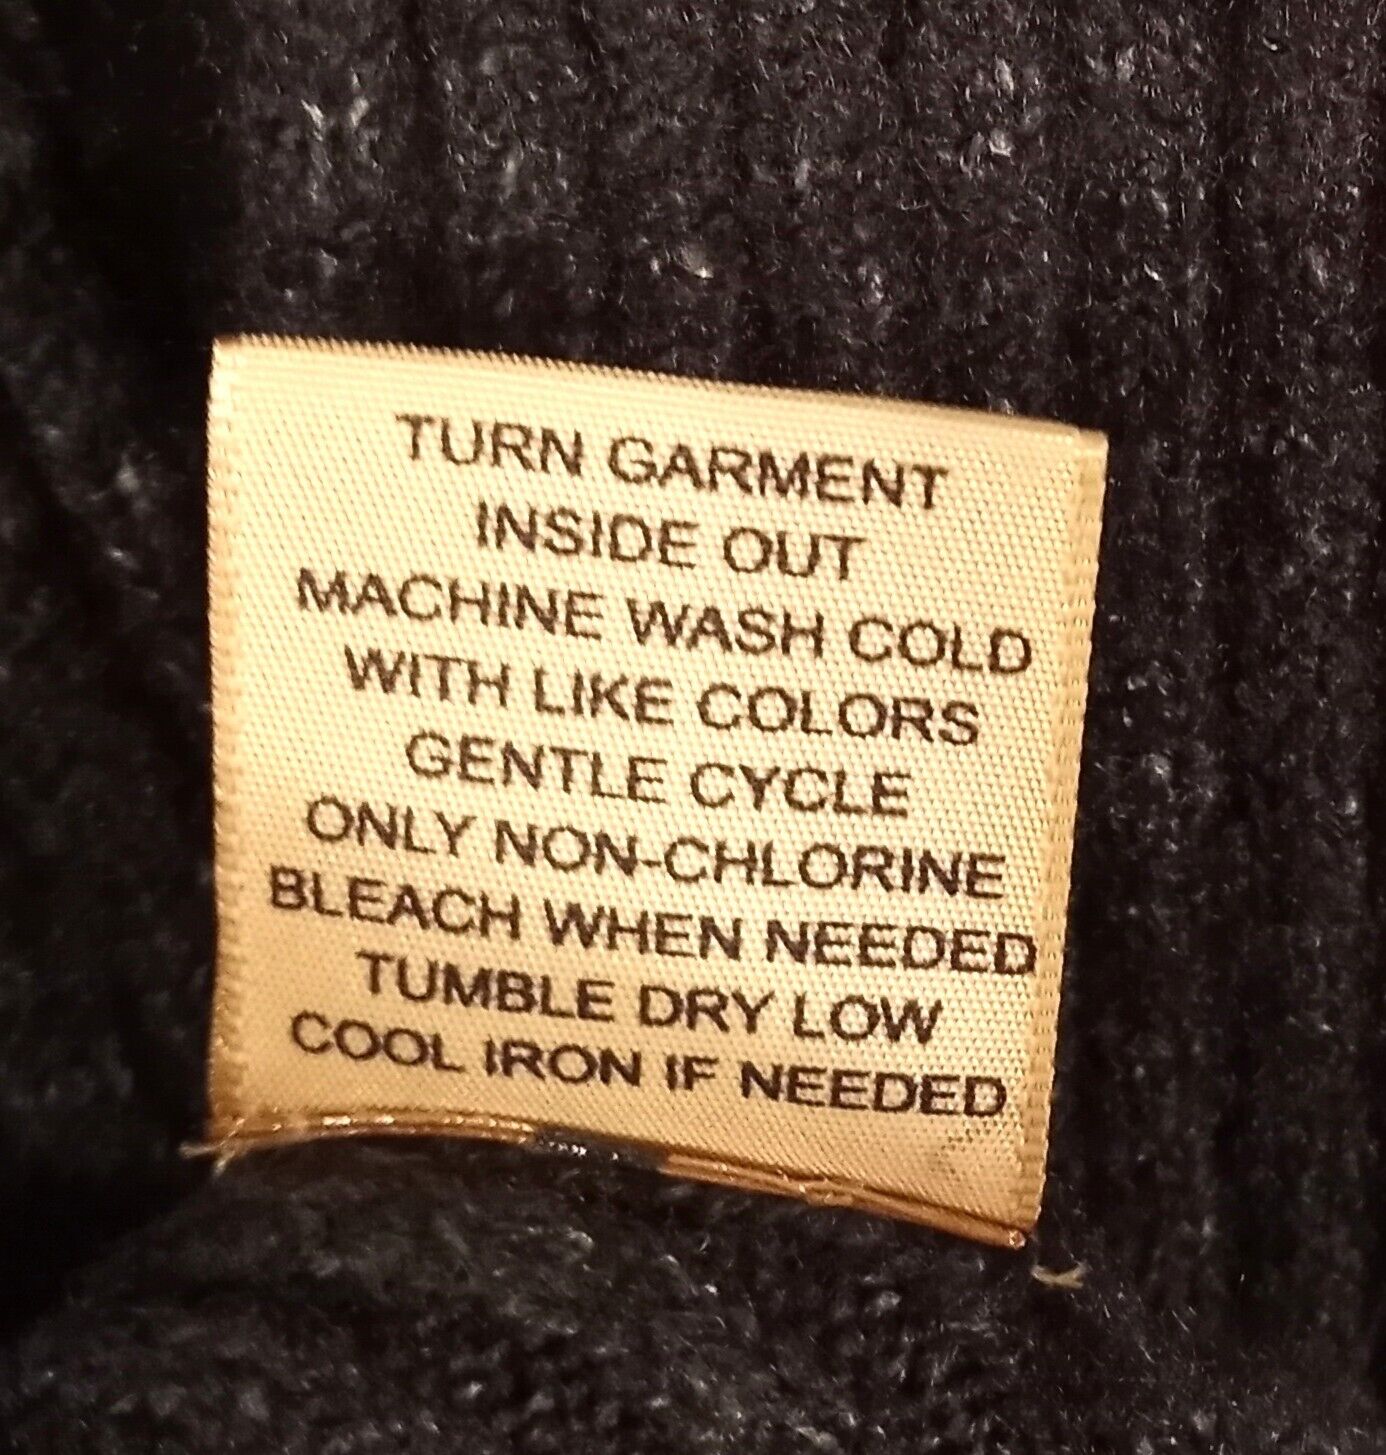 TURN GARMENT
INSIDE OUT
MACHINE WASH COLD
WITH LIKE COLORS
GENTLE CYCLE
ONLY NON-CHLORINE
BLEACH WHEN NEEDED
TUMBLE DRY LOW
COOL IRON IF NEEDED